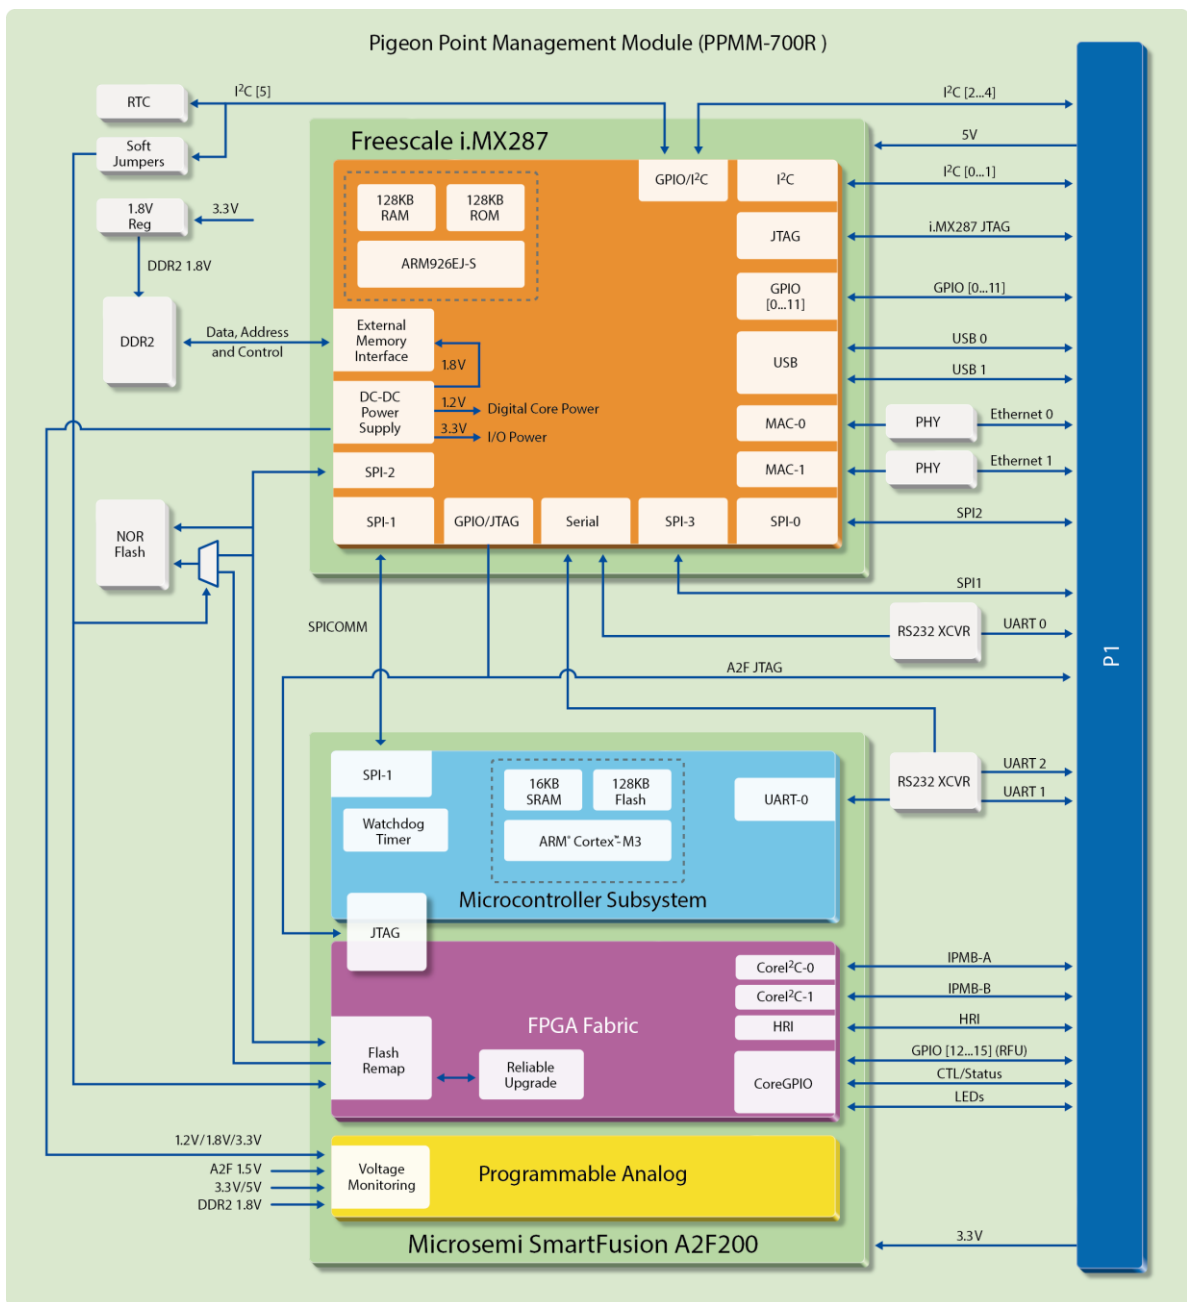 Pigeon Point Management Module (PPMM-700R )
RTC
I²C [5]
I²C [2...4]
Soft
Jumpers
Freescale i.MX287
5V
GPIO/I²C
I²C
I²C [0...1]
128KB
RAM
128KB
ROM
1.8V
Reg
3.3V
JTAG
i.MX287 JTAG
ARM926EJ-S
DDR2 1.8V
GPIO
[0...11]
GPIO [0...11]
DDR2
Data, Address
and Control
External
Memory
Interface
1.8V
USB
USB 0
USB 1
DC-DC
Power
Supply
1.2V
Digital Core Power
3.3V
I/O Power
MAC-0
PHY
Ethernet 0
SPI-2
MAC-1
PHY
Ethernet 1
SPI-1
GPIO/JTAG
Serial
SPI-3
SPI-0
SPI2
NOR
Flash
SPI1
SPICOMM
RS232 XCVR
UART 0
P1
A2F JTAG
SPI-1
16KB
SRAM
128KB
Flash
UART-0
RS232 XCVR
UART 2
UART 1
Watchdog
Timer
ARM® Cortex™-M3
Microcontroller Subsystem
JTAG
CoreI²C-0
IPMB-A
CoreI²C-1
IPMB-B
FPGA Fabric
HRI
HRI
Flash
Remap
Reliable
Upgrade
CoreGPIO
GPIO [12...15] (RFU)
CTL/Status
LEDs
1.2V/1.8V/3.3V
A2F 1.5V
3.3V/5V
DDR2 1.8V
Voltage
Monitoring
Programmable Analog
Microsemi SmartFusion A2F200
3.3V